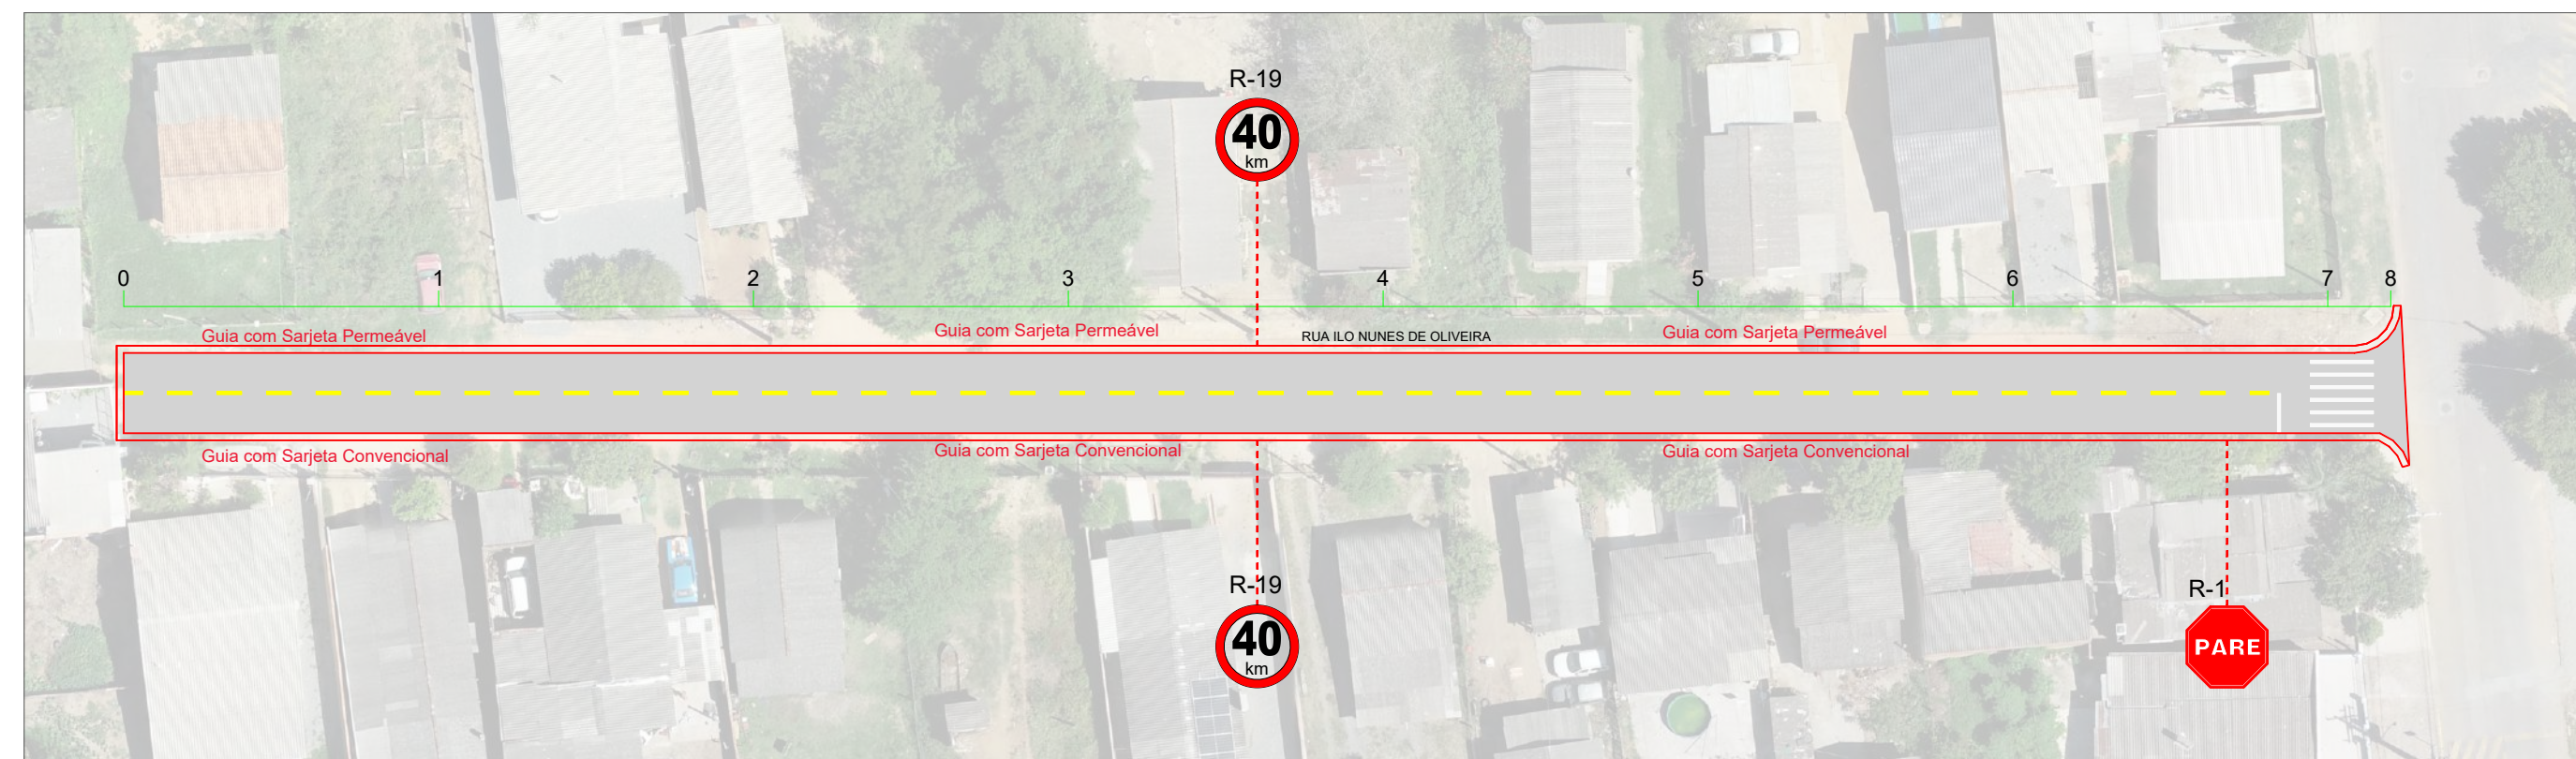 R-19
40
km
0 1 2 3 4 5 6 7 8
Guia com Sarjeta Permeável
Guia com Sarjeta Permeável
RUA ILO NUNES DE OLIVEIRA
Guia com Sarjeta Permeável
Guia com Sarjeta Convencional
Guia com Sarjeta Convencional
Guia com Sarjeta Convencional
R-19
40
km
R-1
PARE